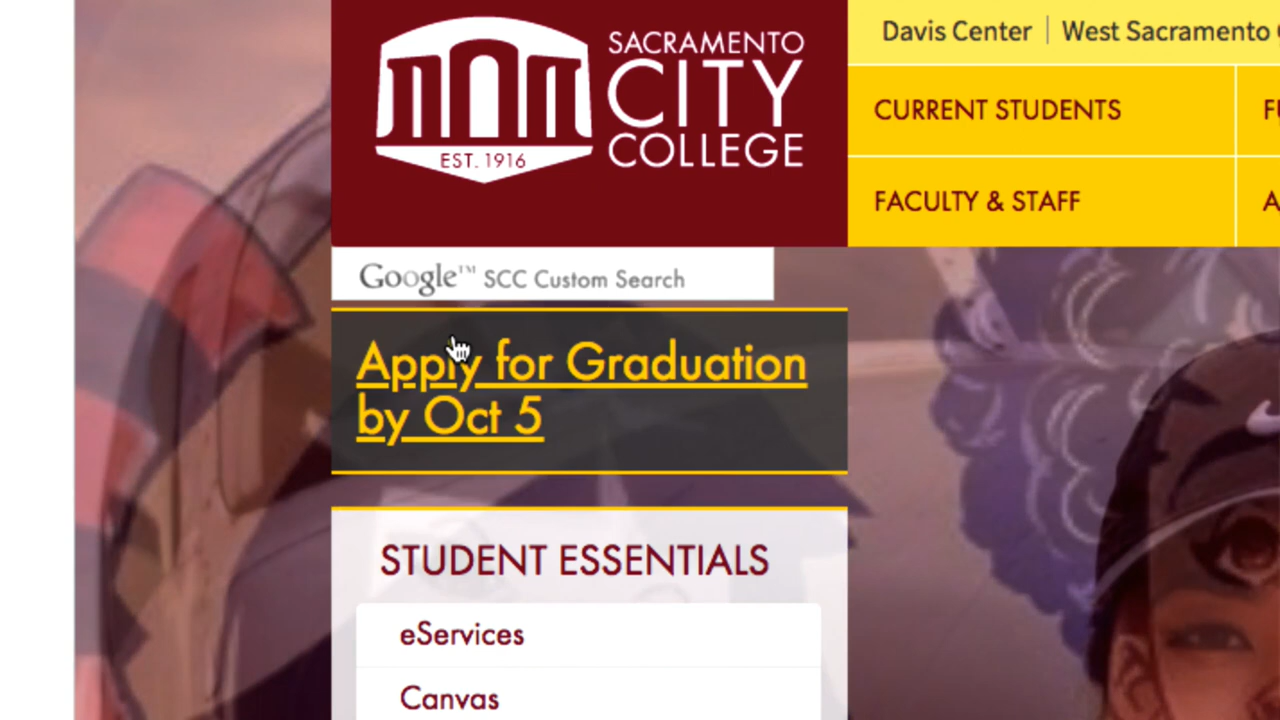 SACRAMENTO
CITY
COLLEGE
EST. 1916
Davis Center
West Sacramento
CURRENT STUDENTS
FACULTY & STAFF
Google™ SCC Custom Search
Apply for Graduation
by Oct 5
STUDENT ESSENTIALS
eServices
Canvas